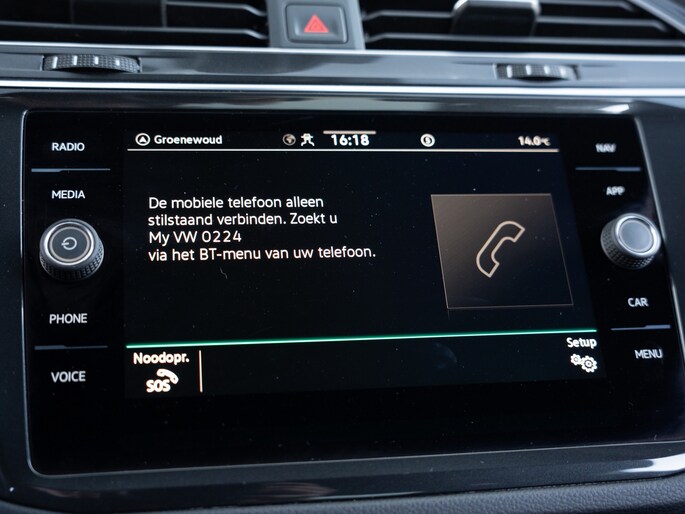 RADIO
MEDIA
PHONE
VOICE
Groenewoud
16:18
14.0°C
De mobiele telefoon alleen
stilstaand verbinden. Zoekt u
My VW 0224
via het BT-menu van uw telefoon.
Noodopr.
SOS
Setup
NAV
APP
CAR
MENU